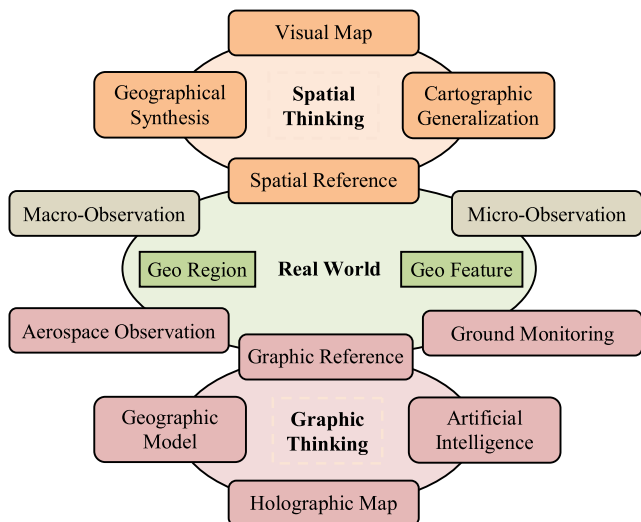 Visual Map
Geographical
Synthesis
Spatial
Thinking
Cartographic
Generalization
Spatial Reference
Macro-Observation
Micro-Observation
Geo Region
Real World
Geo Feature
Aerospace Observation
Ground Monitoring
Graphic Reference
Geographic
Model
Graphic
Thinking
Artificial
Intelligence
Holographic Map